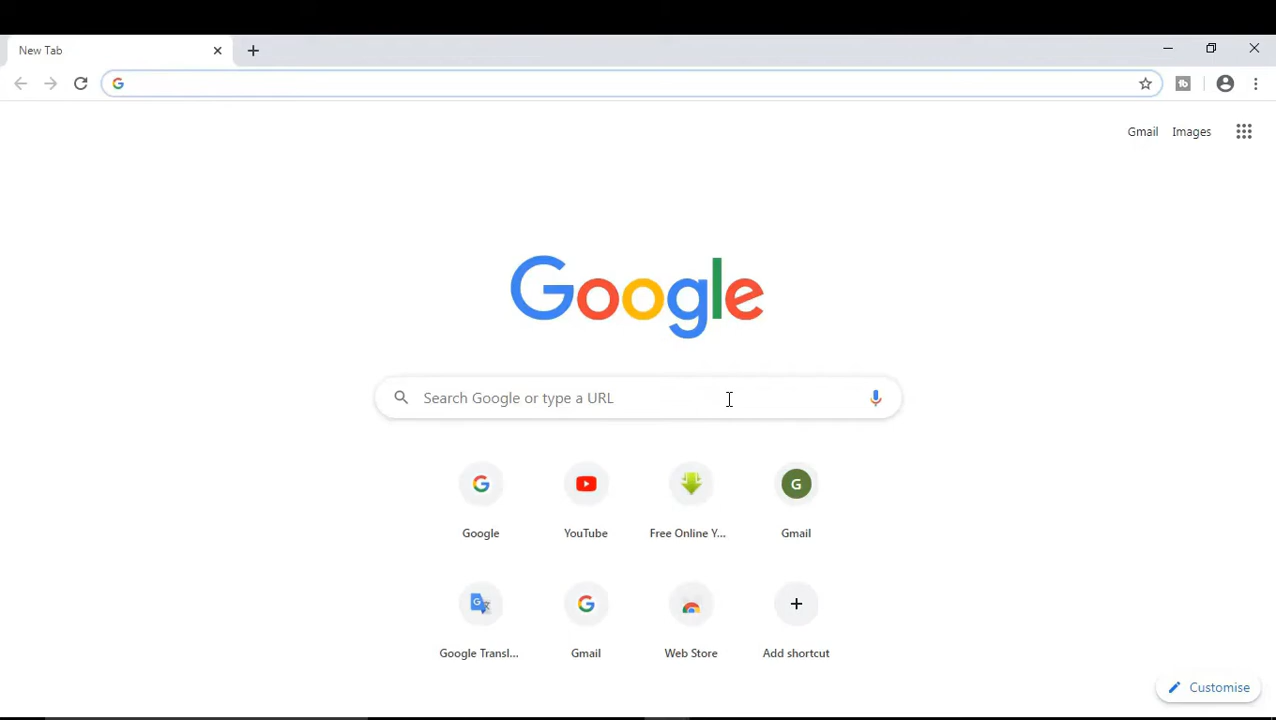 New Tab
Gmail Images
Google
Search Google or type a URL
Google YouTube Free Online Y... Gmail
G
Google Transl... Gmail Web Store Add shortcut
Customise